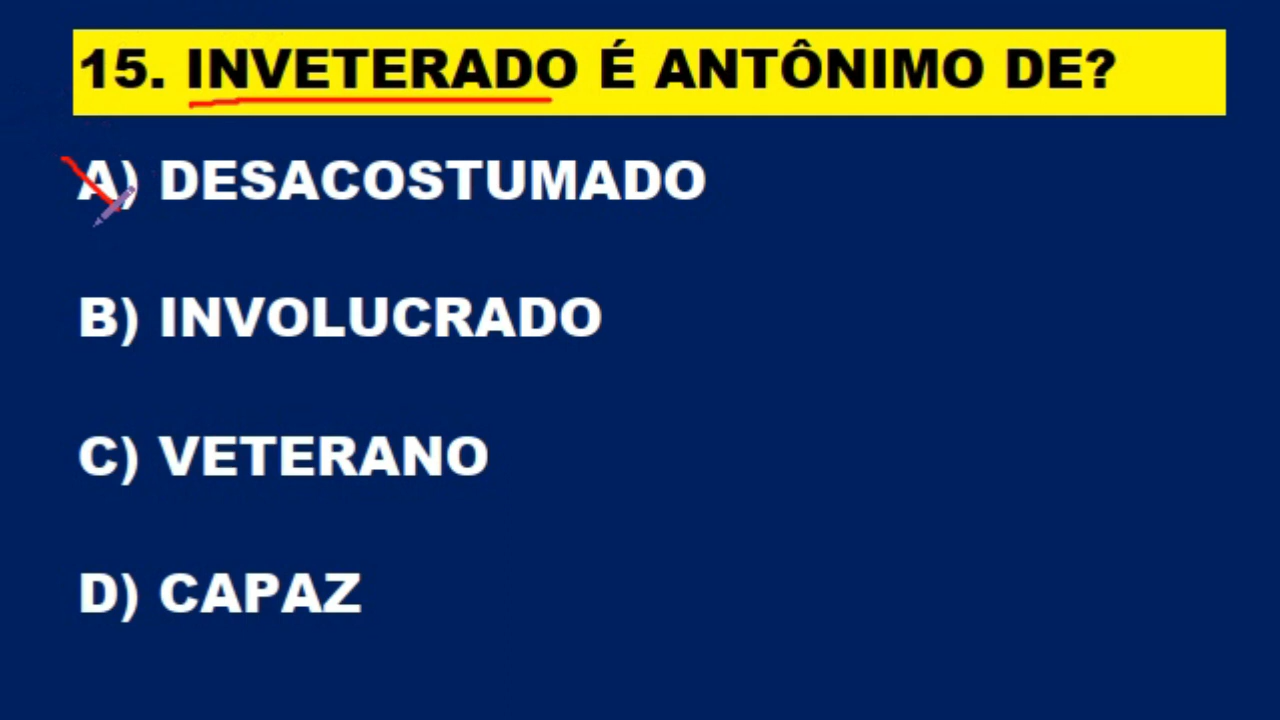 15. INVETERADO É ANTÔNIMO DE?
A) DESACOSTUMADO
B) INVOLUCRADO
C) VETERANO
D) CAPAZ